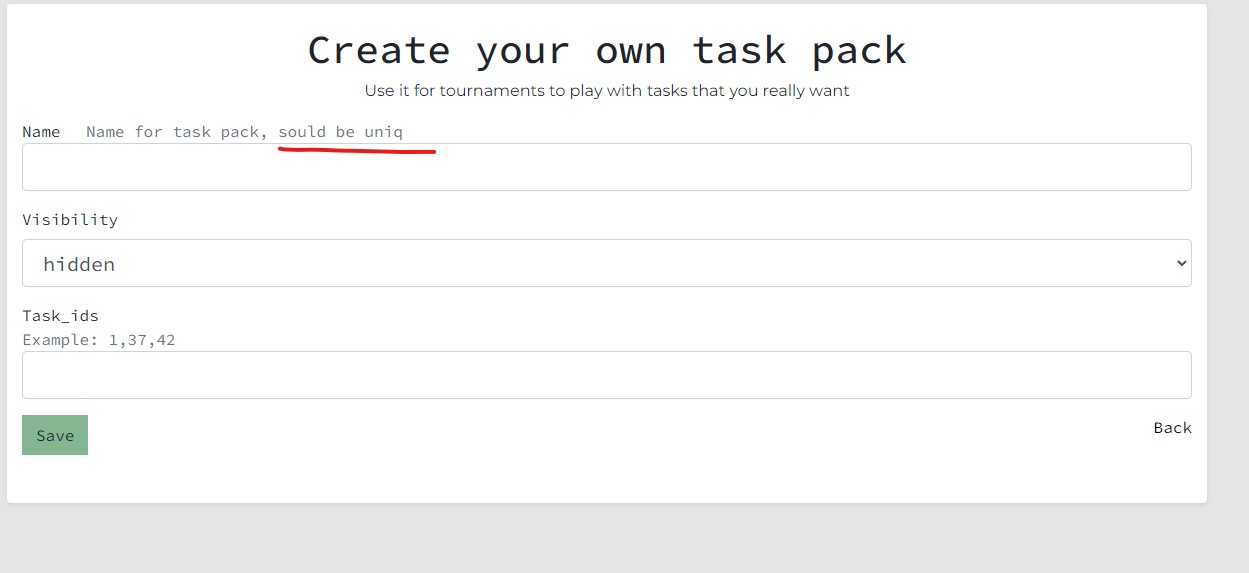 Create your own task pack
Use it for tournaments to play with tasks that you really want
Name Name for task pack, sould be uniq
Visibility
hidden
Task_ids
Example: 1,37,42
Save Back